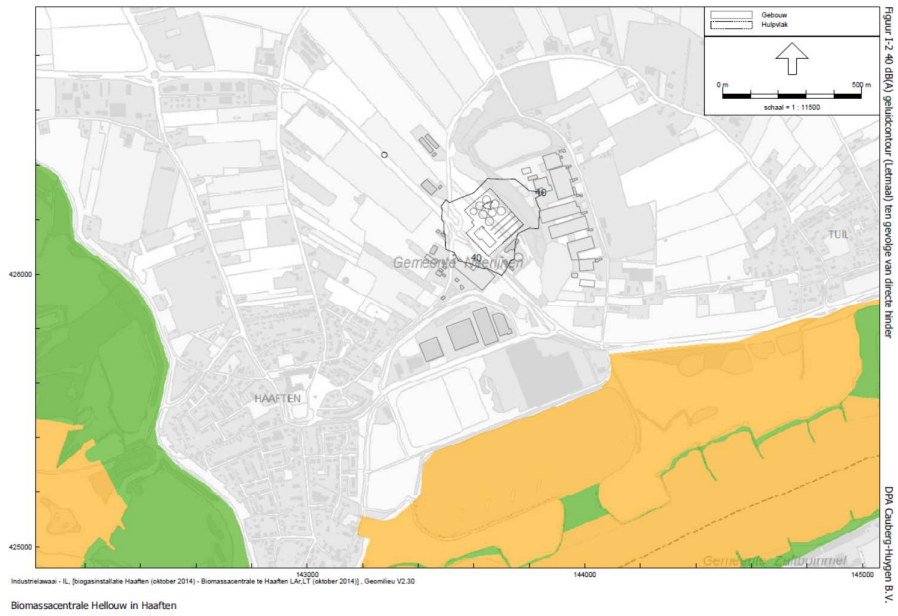 Gebouw
Hulpvlak
0 m
500 m
schaal = 1 : 11500
Figuur I-2 40 dB(A) geluidcontour (Letmaal) ten gevolge van directe hinder
DPA Cauberg-Huygen B.V.
40
TUIL
40
Gemeente Neerijnen
426000
HAAFTEN
425000
Gemeente Zaltbommel
143000
144000
145000
Industrielawaai - IL, [biogasinstallatie Haaften (oktober 2014) - Biomassacentrale te Haaften LAr,LT (oktober 2014)] , Geomilieu V2.30
Biomassacentrale Hellouw in Haaften